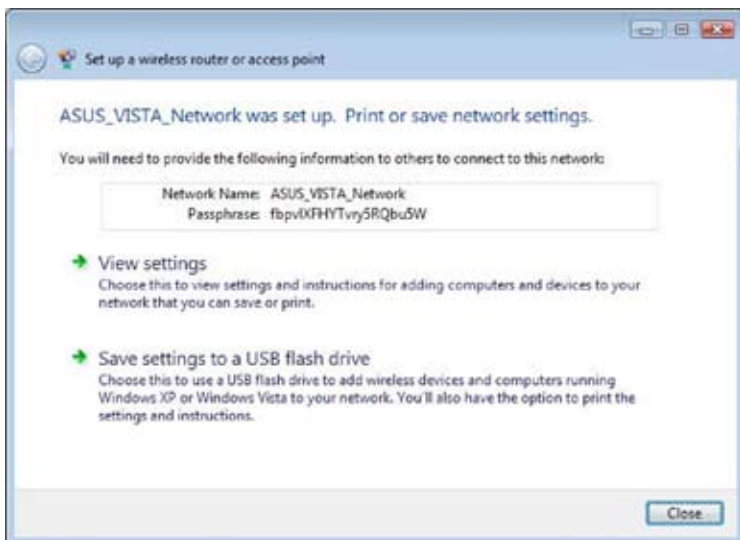 Set up a wireless router or access point
ASUS_VISTA_Network was set up. Print or save network settings.
You will need to provide the following information to others to connect to this network:
Network Name: ASUS_VISTA_Network
Passphrase:
View settings
Choose this to view settings and instructions for adding computers and devices to your
network that you can save or print.
Save settings to a USB flash drive
Choose this to use a USB flash drive to add wireless devices and computers running
Windows XP or Windows Vista to your network. You'll also have the option to print the
settings and instructions.
Close